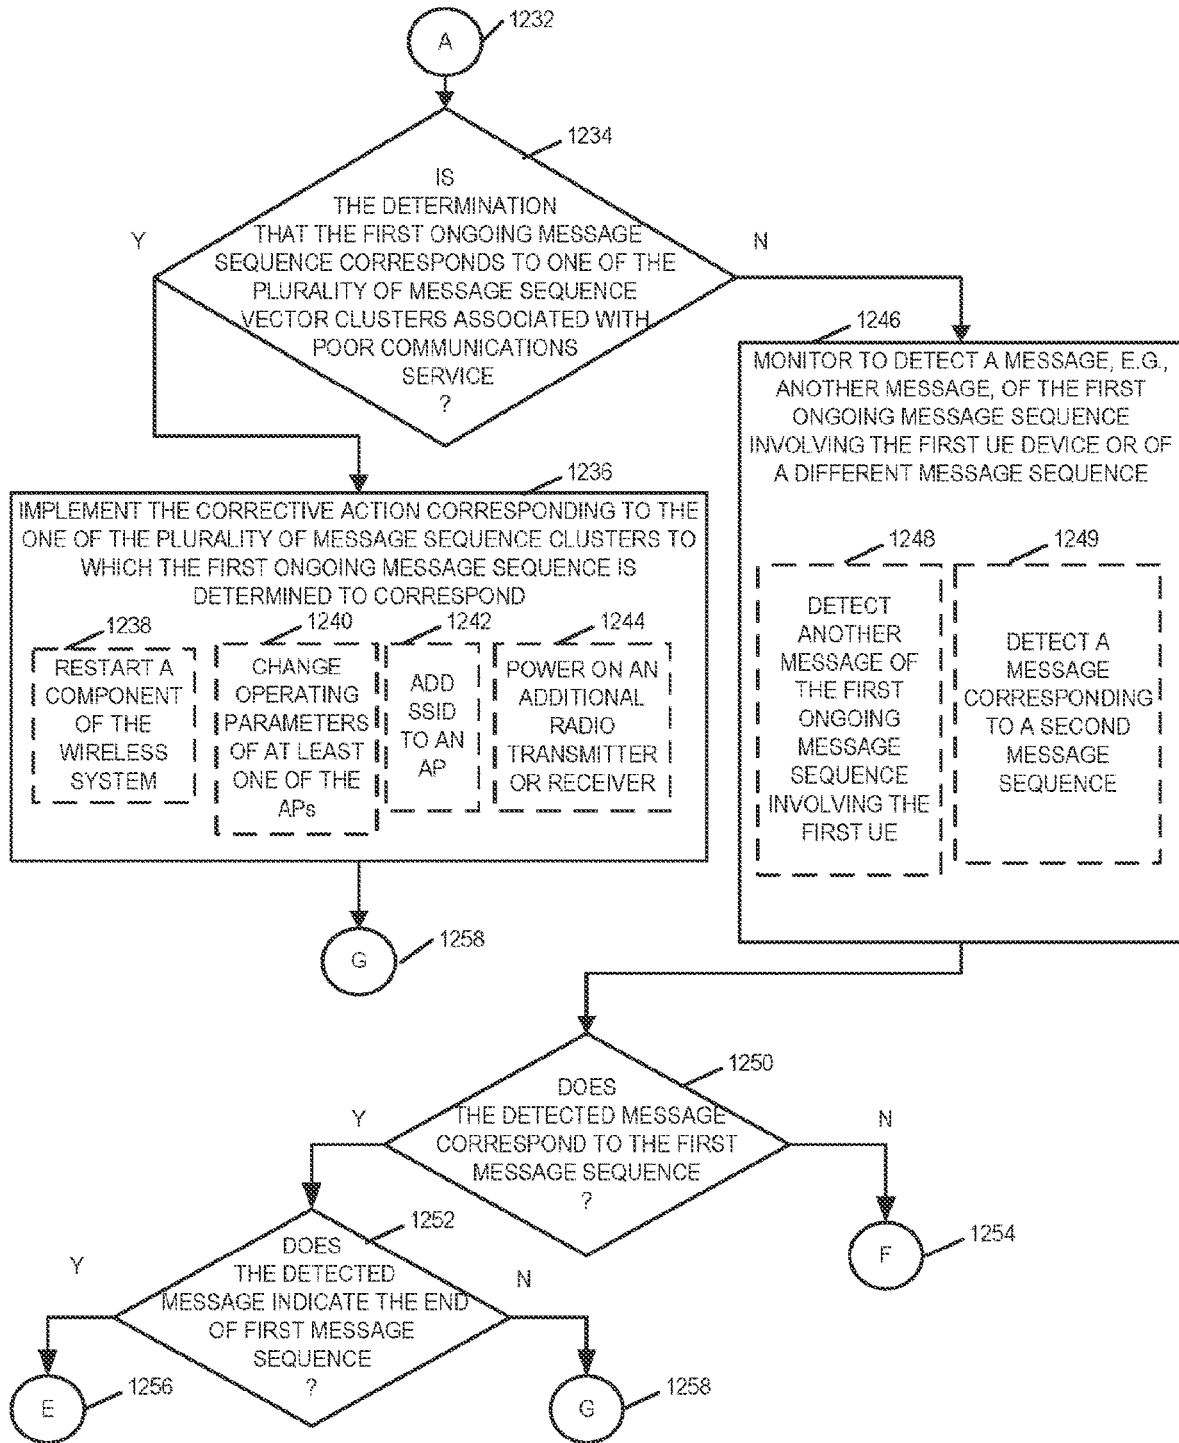 A
1232
1234
IS
THE DETERMINATION
THAT THE FIRST ONGOING MESSAGE
SEQUENCE CORRESPONDS TO ONE OF THE
PLURALITY OF MESSAGE SEQUENCE
VECTOR CLUSTERS ASSOCIATED WITH
POOR COMMUNICATIONS
SERVICE
?
Y
N
1236
IMPLEMENT THE CORRECTIVE ACTION CORRESPONDING TO THE
ONE OF THE PLURALITY OF MESSAGE SEQUENCE CLUSTERS TO
WHICH THE FIRST ONGOING MESSAGE SEQUENCE IS
DETERMINED TO CORRESPOND
1238
RESTART A
COMPONENT
OF THE
WIRELESS
SYSTEM
1240
CHANGE
OPERATING
PARAMETERS
OF AT LEAST
ONE OF THE
APs
1242
ADD
SSID
TO AN
AP
1244
POWER ON AN
ADDITIONAL
RADIO
TRANSMITTER
OR RECEIVER
G
1258
1246
MONITOR TO DETECT A MESSAGE, E.G.,
ANOTHER MESSAGE, OF THE FIRST
ONGOING MESSAGE SEQUENCE
INVOLVING THE FIRST UE DEVICE OR OF
A DIFFERENT MESSAGE SEQUENCE
1248
DETECT
ANOTHER
MESSAGE OF
THE FIRST
ONGOING
MESSAGE
SEQUENCE
INVOLVING THE
FIRST UE
1249
DETECT A
MESSAGE
CORRESPONDING
TO A SECOND
MESSAGE
SEQUENCE
1250
DOES
THE DETECTED MESSAGE
CORRESPOND TO THE FIRST
MESSAGE SEQUENCE
?
Y
N
F
1254
1252
DOES
THE DETECTED
MESSAGE INDICATE THE END
OF FIRST MESSAGE
SEQUENCE
?
Y
N
E
1256
G
1258